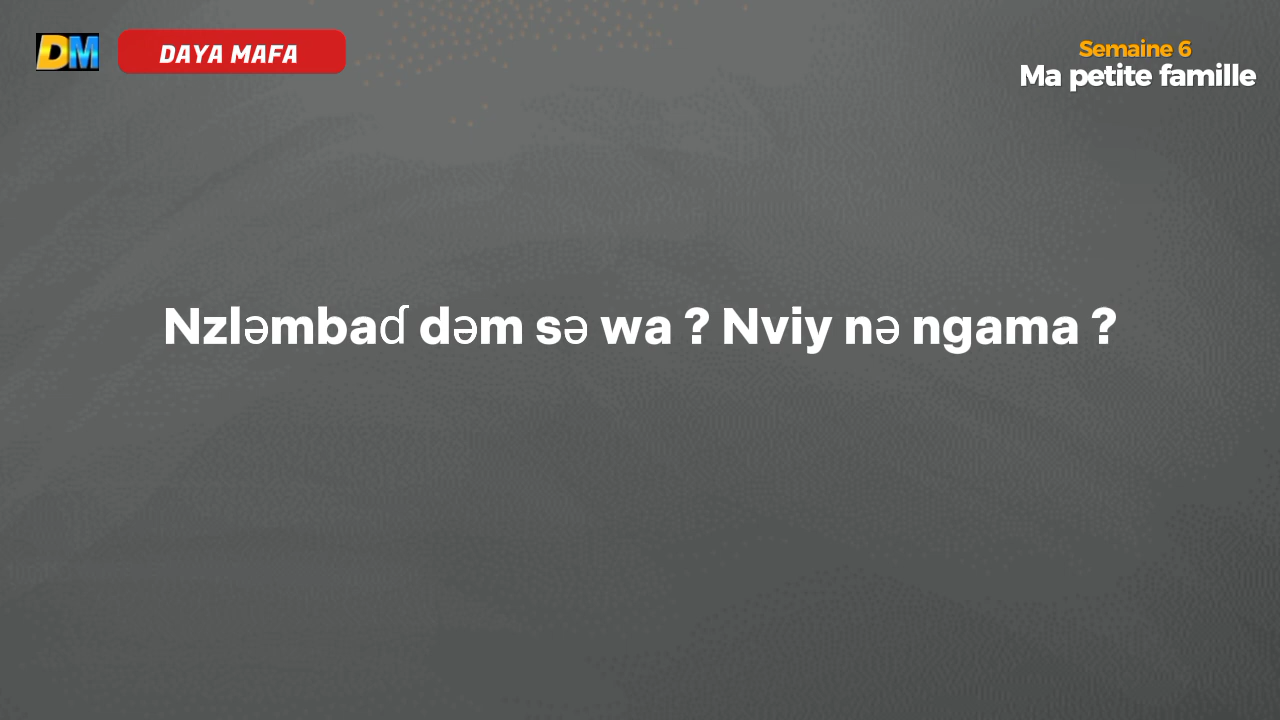 DM
DAYA MAFA
Semaine 6
Ma petite famille
Nzləmbaɗ dəm sə wa ? Nviy nə ngama ?